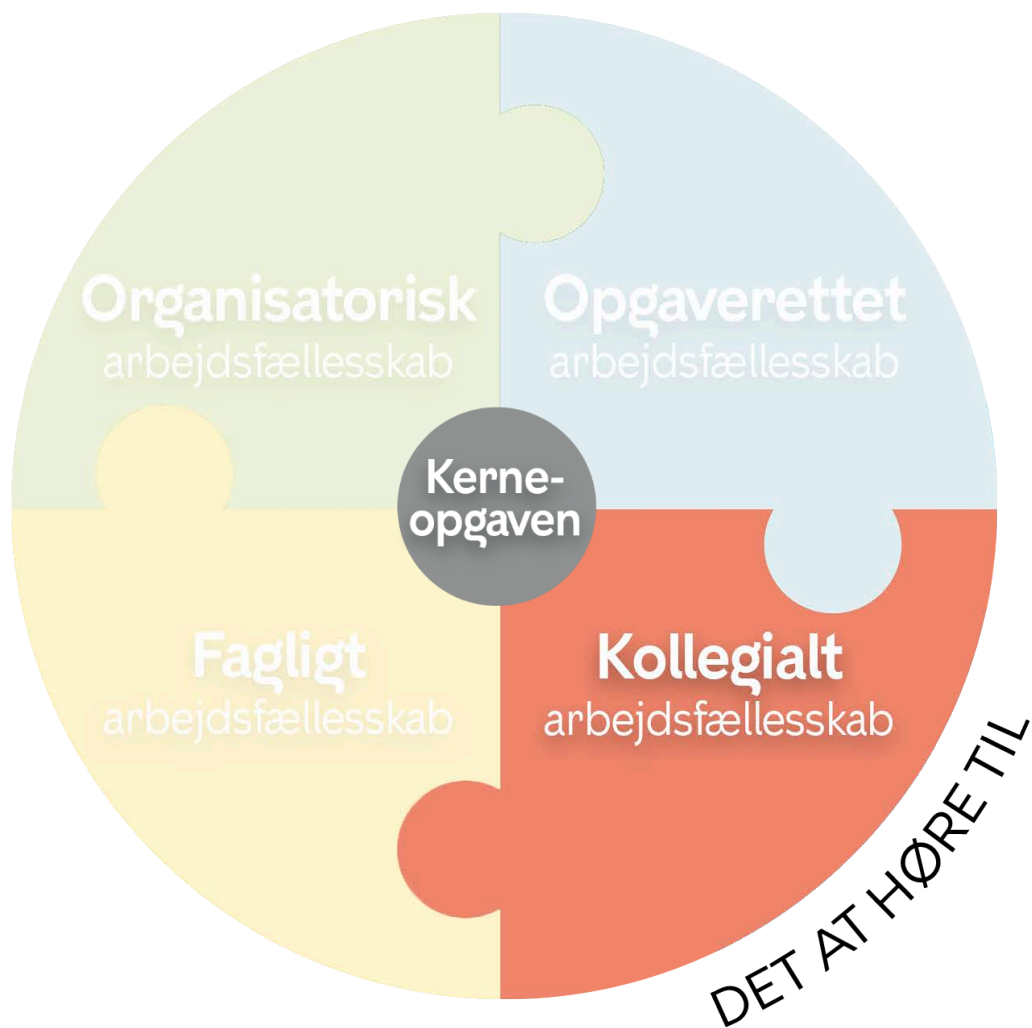 Organisatorisk
arbejdsfællesskab
Opgaverettet
arbejdsfællesskab
Kerne-
opgaven
Fagligt
arbejdsfællesskab
Kollegialt
arbejdsfællesskab
DET AT HØRE TIL